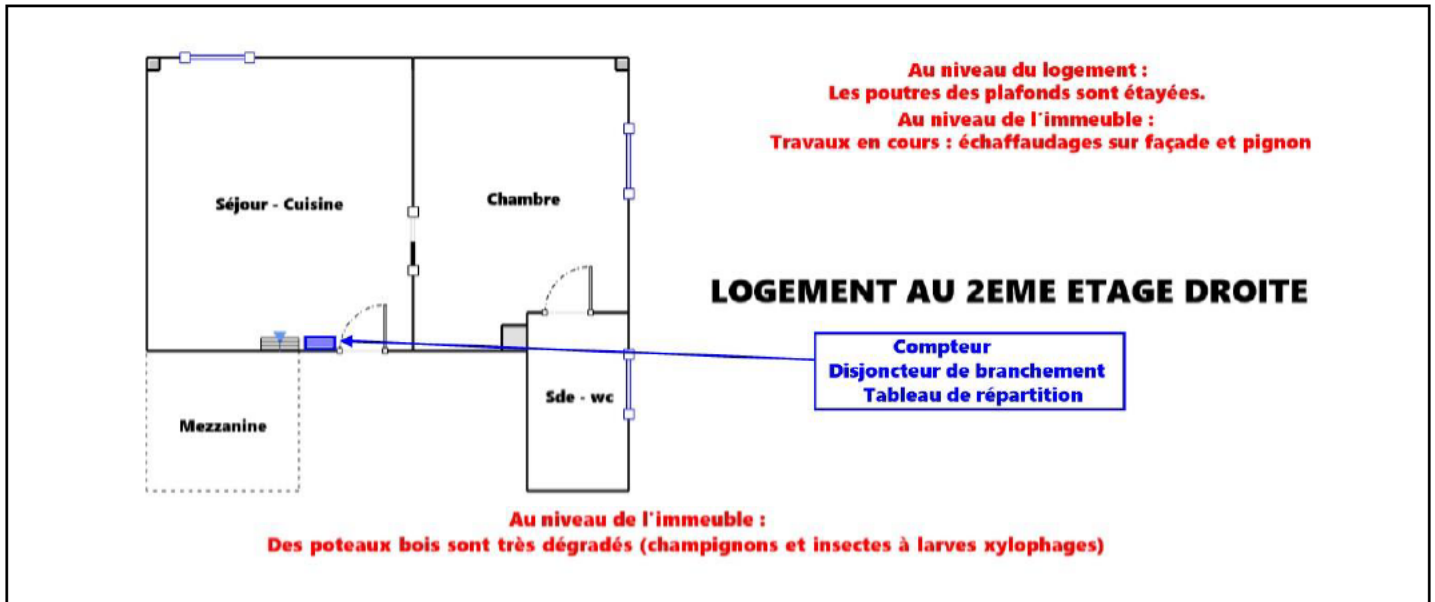 Au niveau du logement :
Les poutres des plafonds sont étayées.
Au niveau de l'immeuble :
Travaux en cours : échaffaudages sur façade et pignon
Séjour - Cuisine
Chambre
LOGEMENT AU 2EME ETAGE DROITE
Compteur
Disjoncteur de branchement
Tableau de répartition
Sde - wc
Mezzanine
Au niveau de l'immeuble :
Des poteaux bois sont très dégradés (champignons et insectes à larves xylophages)